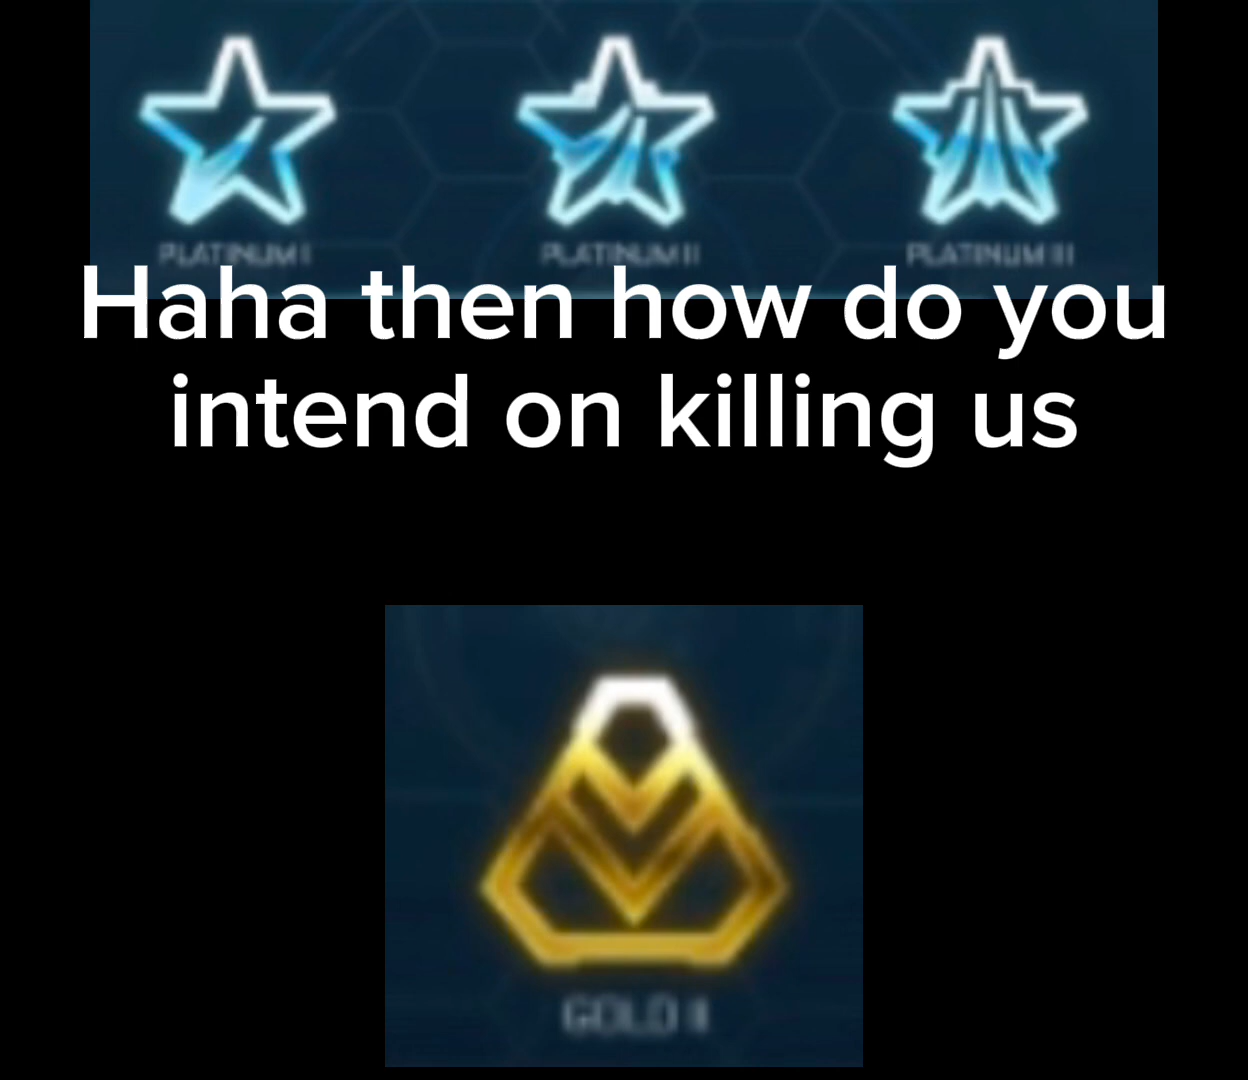 PLATINUM I PLATINUM II PLATINUM III
Haha then how do you
intend on killing us
GOLD II